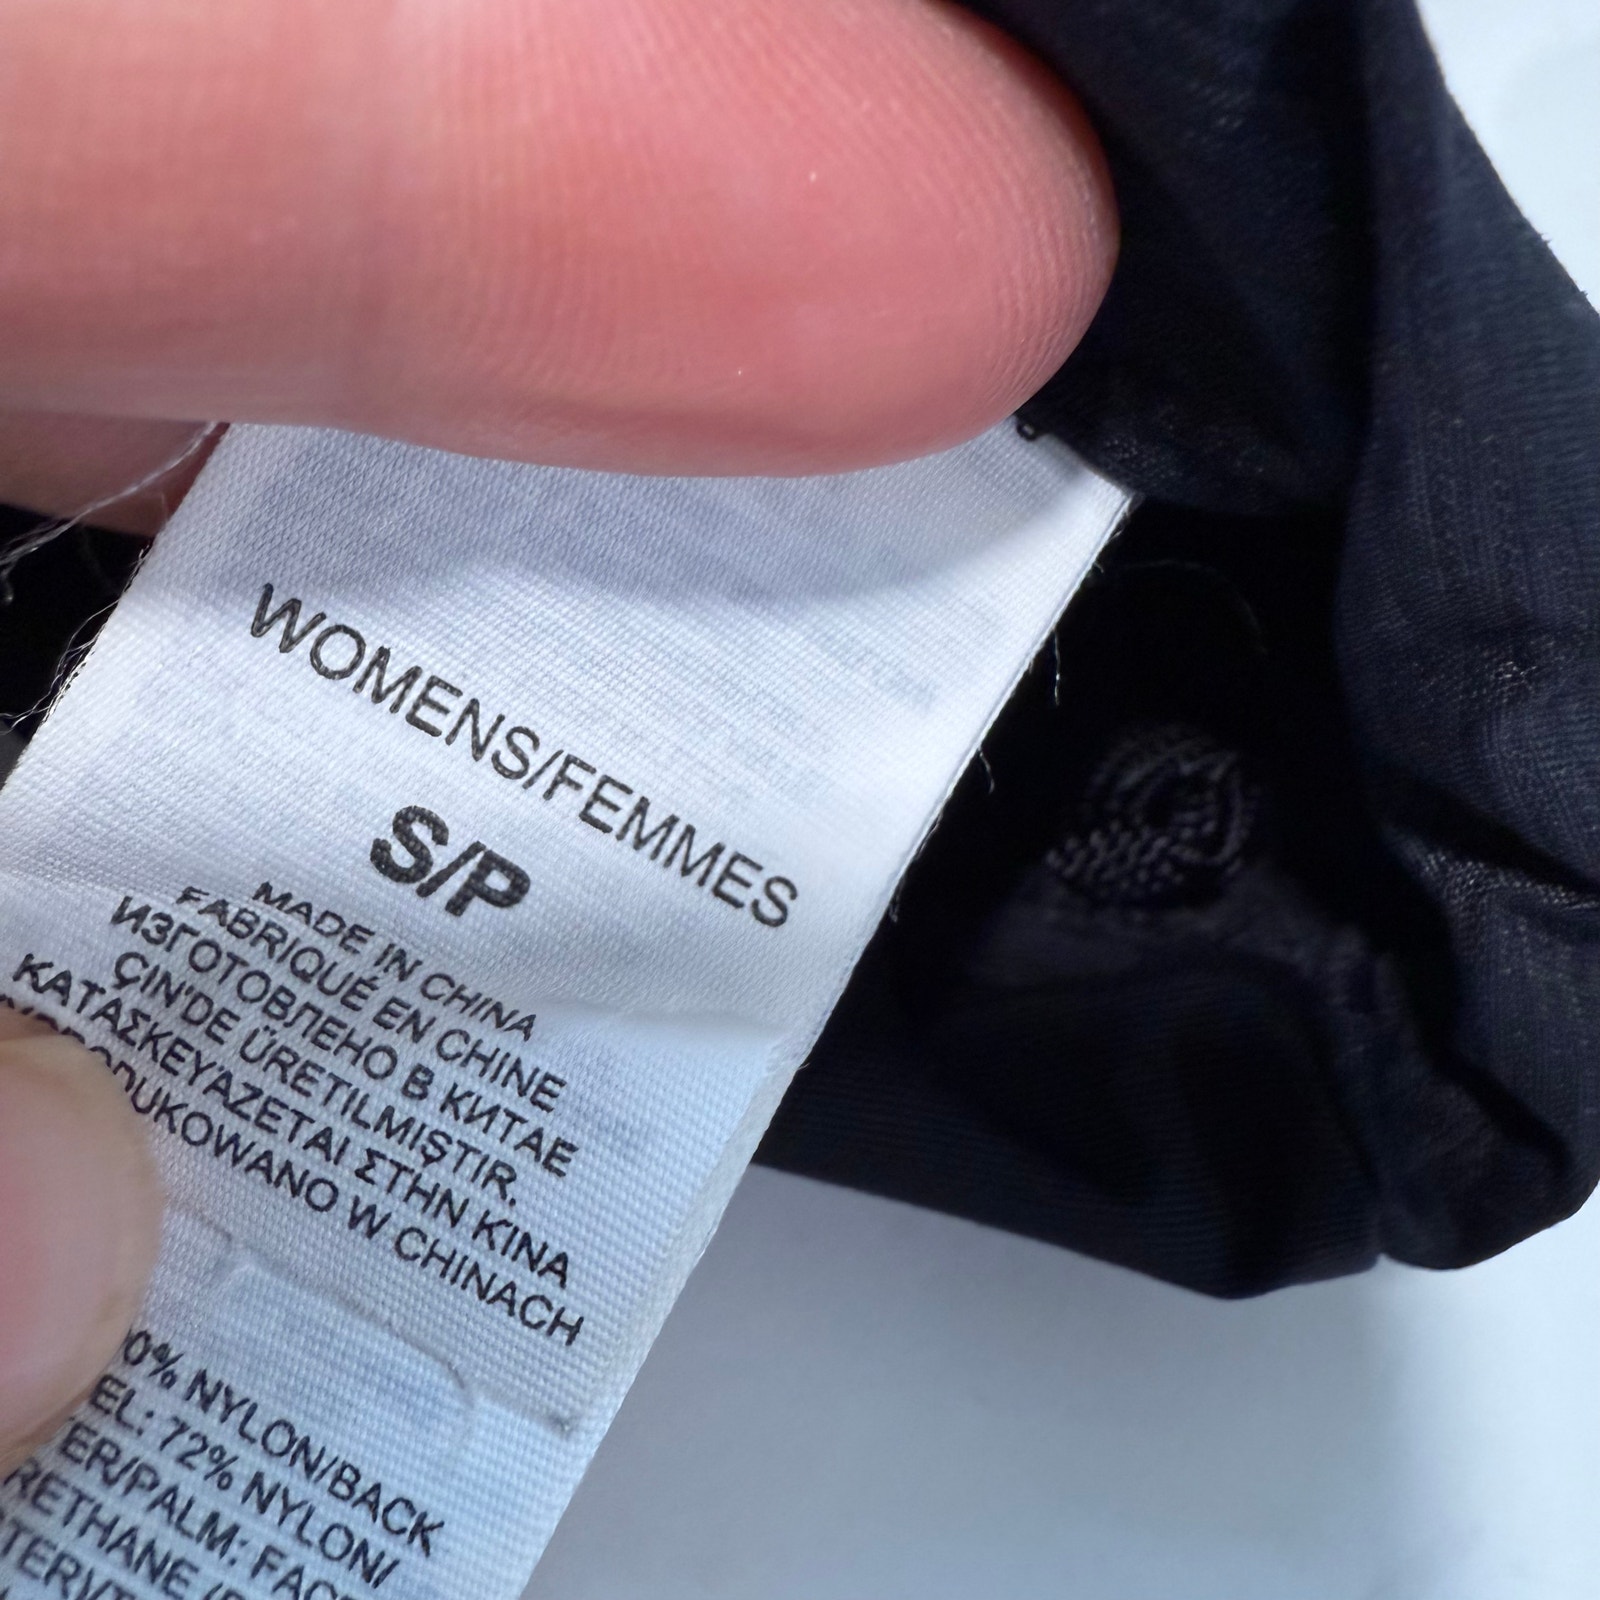 WOMENS/FEMMES
S/P
MADE IN CHINA
FABRIQUÉ EN CHINE
ИЗГОТОВЛЕНО В КИТАЕ
ÇIN'DE ÜRETILMIŞTIR.
ΚΑΤΑΣΚΕΥΑΖΕΤΑΙ ΣΤΗΝ ΚΙΝΑ
WYPRODUKOWANO W CHINACH
% NYLON/BACK
EL: 72% NYLON/
ER/PALM: FACE
RETHANE